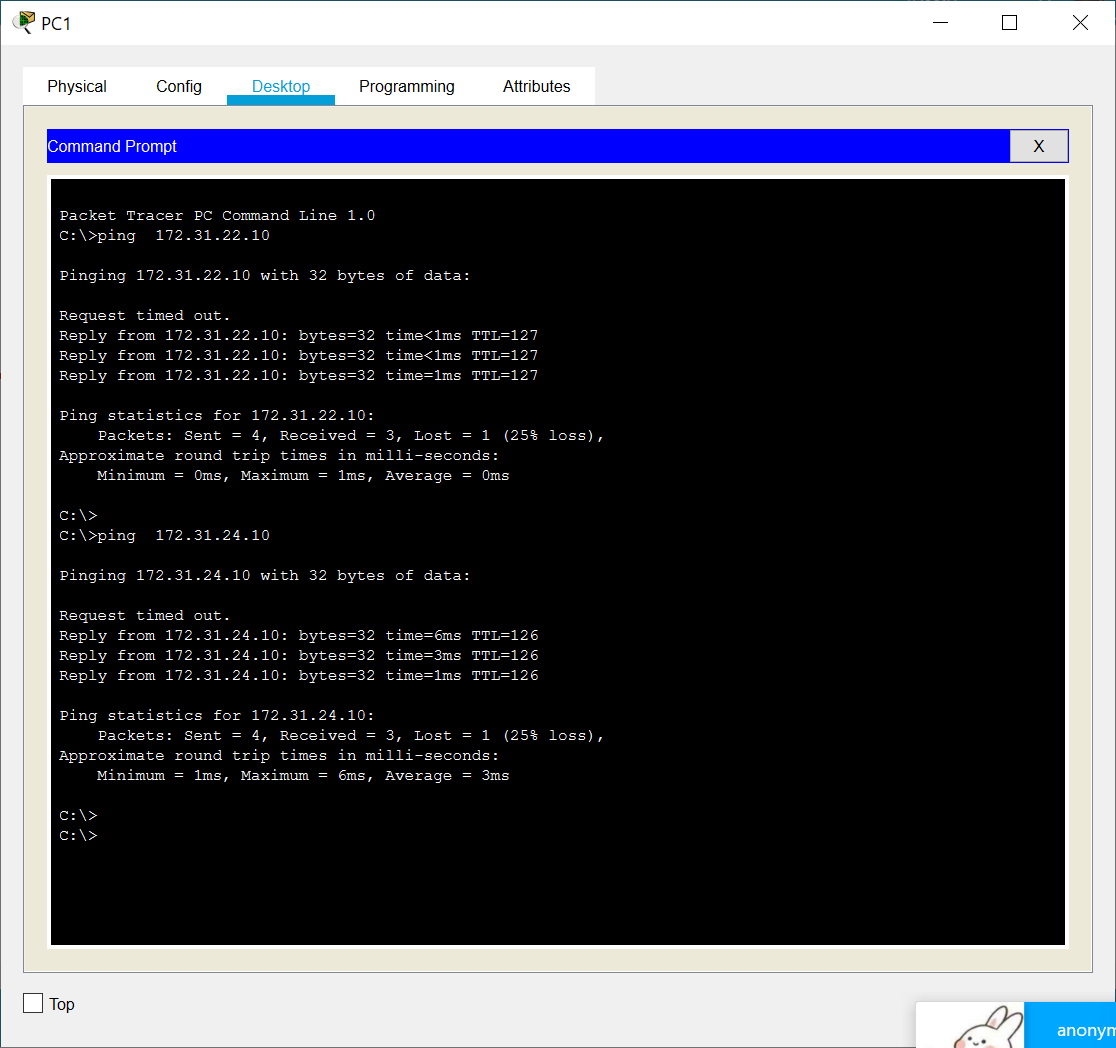 PC1
Physical Config Desktop Programming Attributes
Command Prompt X
Packet Tracer PC Command Line 1.0
C:\>ping  172.31.22.10
Pinging 172.31.22.10 with 32 bytes of data:
Request timed out.
Reply from 172.31.22.10: bytes=32 time<1ms TTL=127
Reply from 172.31.22.10: bytes=32 time<1ms TTL=127
Reply from 172.31.22.10: bytes=32 time=1ms TTL=127
Ping statistics for 172.31.22.10:
    Packets: Sent = 4, Received = 3, Lost = 1 (25% loss),
Approximate round trip times in milli-seconds:
    Minimum = 0ms, Maximum = 1ms, Average = 0ms
C:\>
C:\>ping  172.31.24.10
Pinging 172.31.24.10 with 32 bytes of data:
Request timed out.
Reply from 172.31.24.10: bytes=32 time=6ms TTL=126
Reply from 172.31.24.10: bytes=32 time=3ms TTL=126
Reply from 172.31.24.10: bytes=32 time=1ms TTL=126
Ping statistics for 172.31.24.10:
    Packets: Sent = 4, Received = 3, Lost = 1 (25% loss),
Approximate round trip times in milli-seconds:
    Minimum = 1ms, Maximum = 6ms, Average = 3ms
C:\>
C:\>
Top
anonym